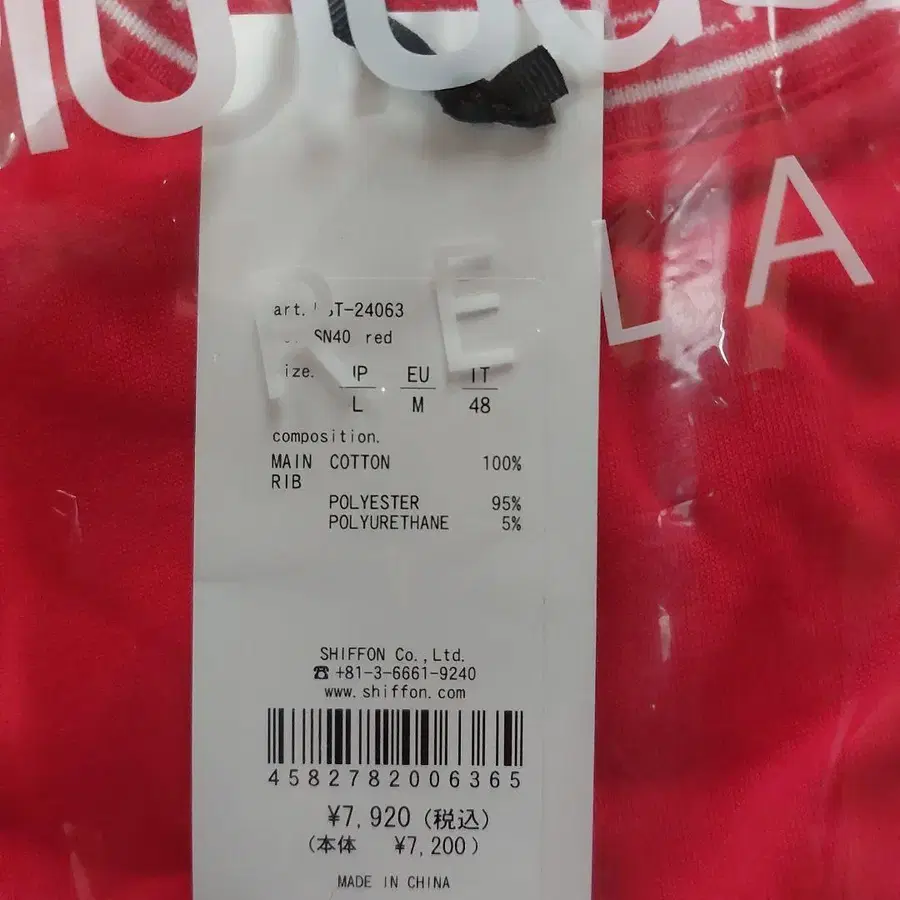 RELA
art. ST-24063
SN40 red
size. JP EU IT
L M 48
composition.
MAIN COTTON 100%
RIB
POLYESTER 95%
POLYURETHANE 5%
SHIFFON Co.,Ltd.
☎ +81-3-6661-9240
www.shiffon.com
4582782006365
¥7,920 (税込)
(本体 ¥7,200)
MADE IN CHINA